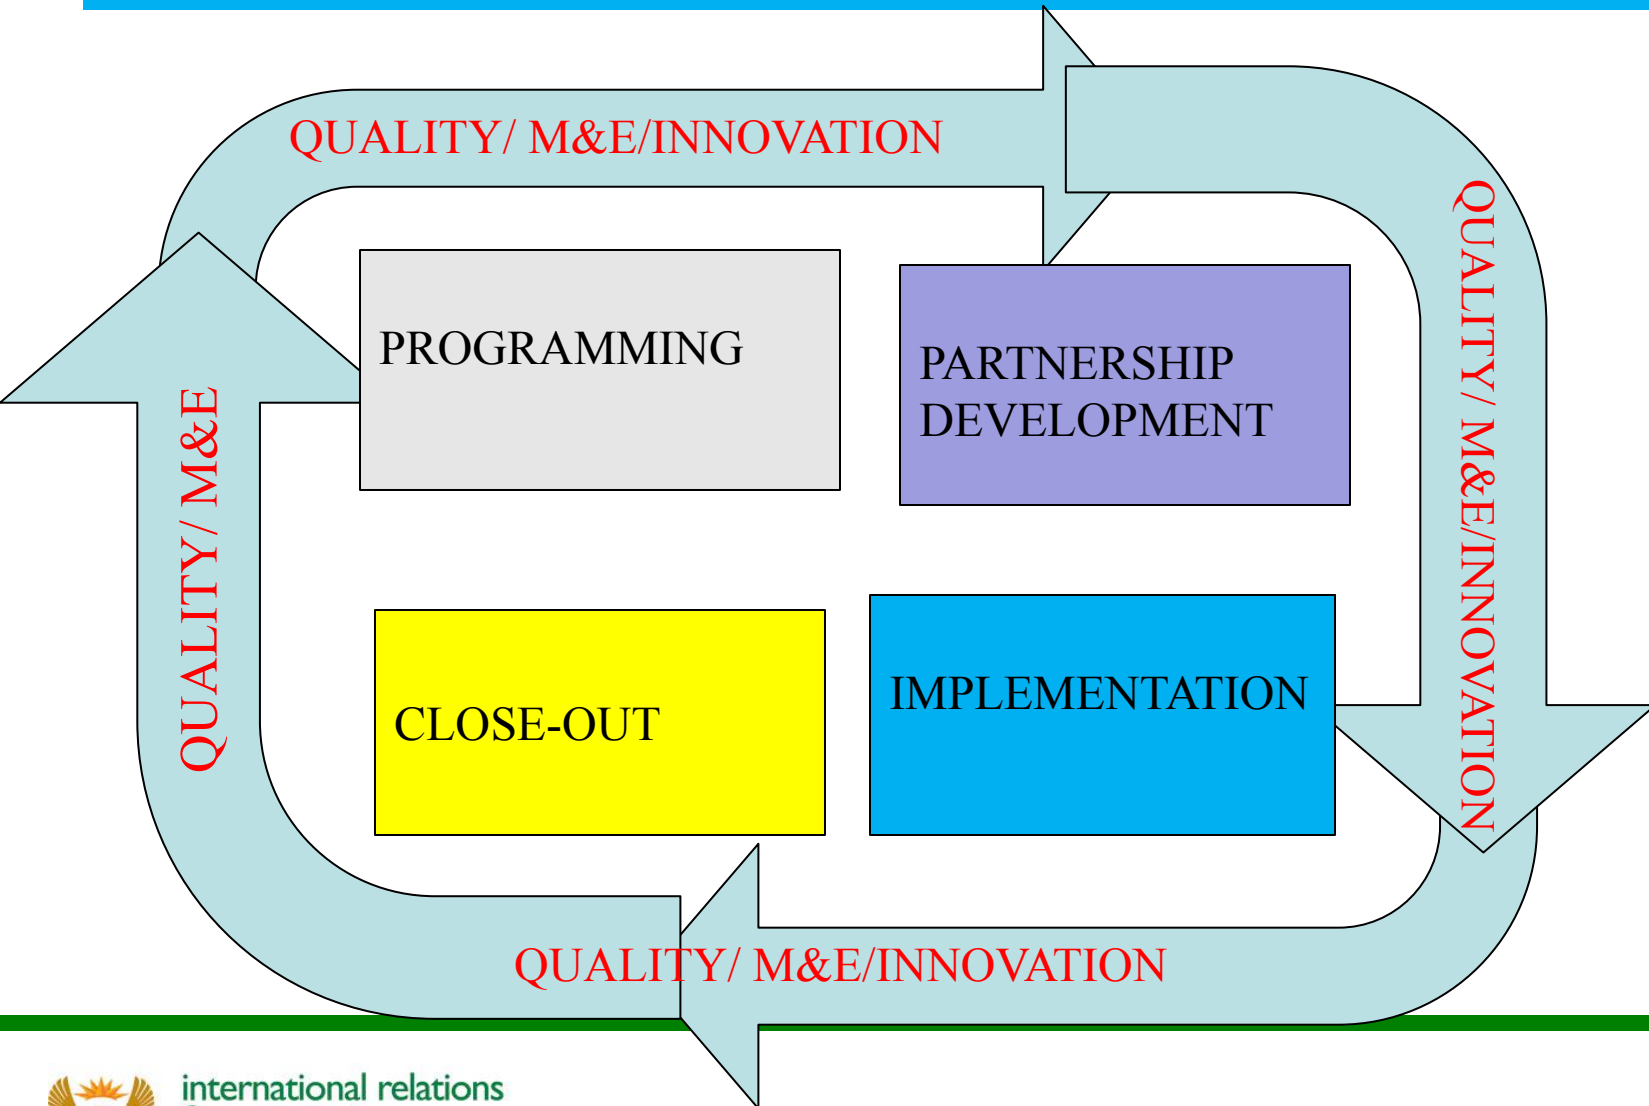 QUALITY/ M&E/INNOVATION
QUALITY/ M&E/INNOVATION
PROGRAMMING
PARTNERSHIP
DEVELOPMENT
QUALITY/ M&E
CLOSE-OUT
IMPLEMENTATION
QUALITY/ M&E/INNOVATION
international relations